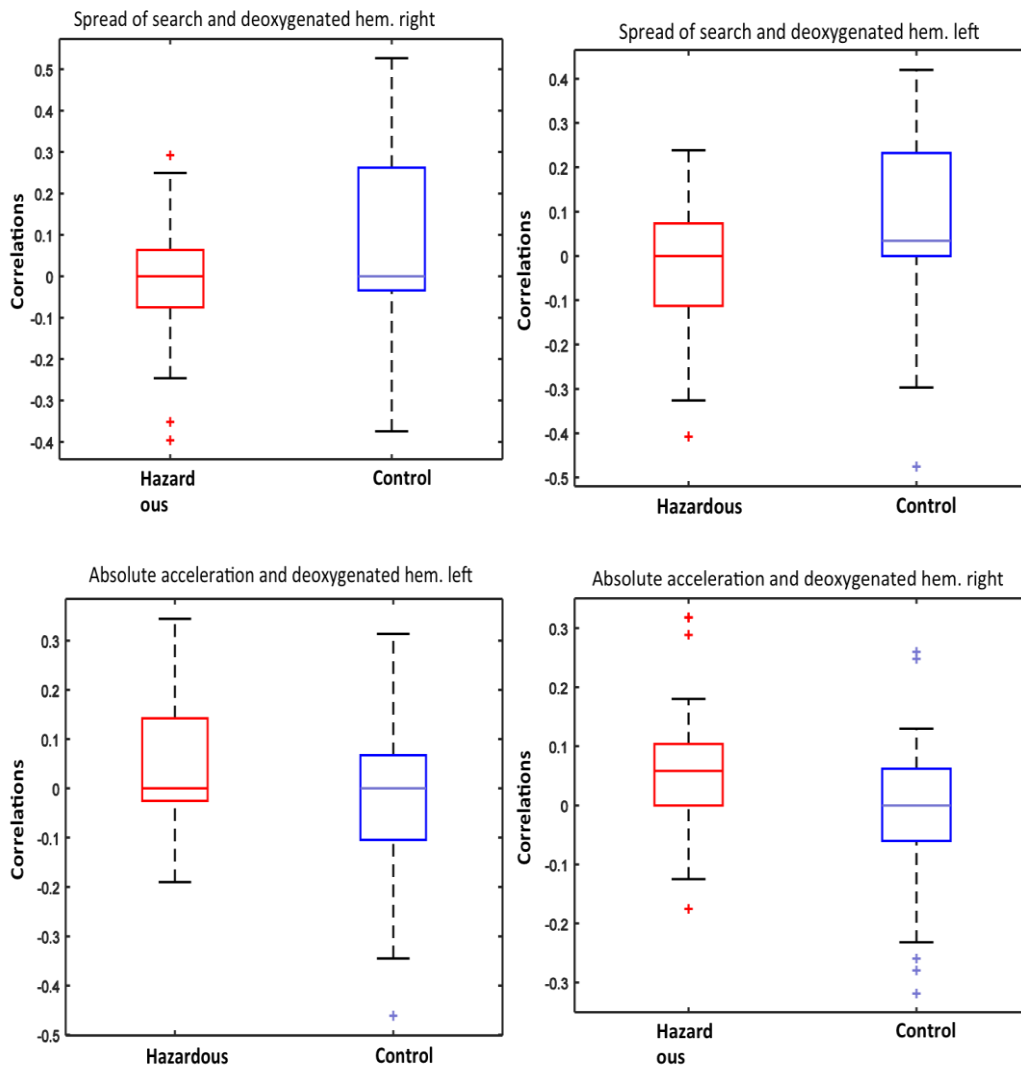 Spread of search and deoxygenated hem. right
Correlations
0.5
0.4
0.3
0.2
0.1
0
-0.1
-0.2
-0.3
-0.4
Hazard
ous
Control
Spread of search and deoxygenated hem. left
Correlations
0.4
0.3
0.2
0.1
0
-0.1
-0.2
-0.3
-0.4
-0.5
Hazardous
Control
Absolute acceleration and deoxygenated hem. left
Correlations
0.3
0.2
0.1
0
-0.1
-0.2
-0.3
-0.4
-0.5
Hazardous
Control
Absolute acceleration and deoxygenated hem. right
Correlations
0.3
0.2
0.1
0
-0.1
-0.2
-0.3
Hazard
ous
Control